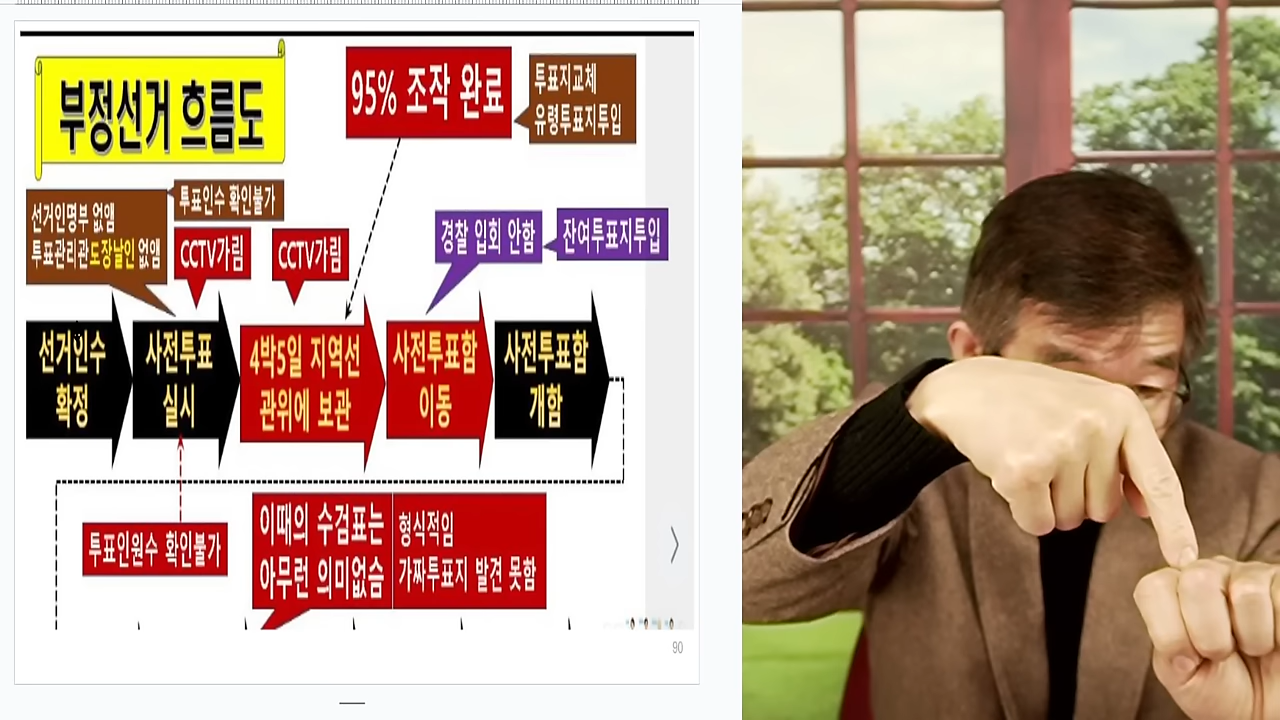 부정선거 흐름도
95% 조작 완료
투표지교체
유령투표지투입
선거인명부 없앰
투표관리관도장날인 없앰
투표인수 확인불가
CCTV가림
CCTV가림
경찰 입회 안함
잔여투표지투입
선거인수
확정
사전투표
실시
4박5일 지역선
관위에 보관
사전투표함
이동
사전투표함
개함
투표인원수 확인불가
이때의 수검표는
아무런 의미없슴
형식적임
가짜투표지 발견 못함
90